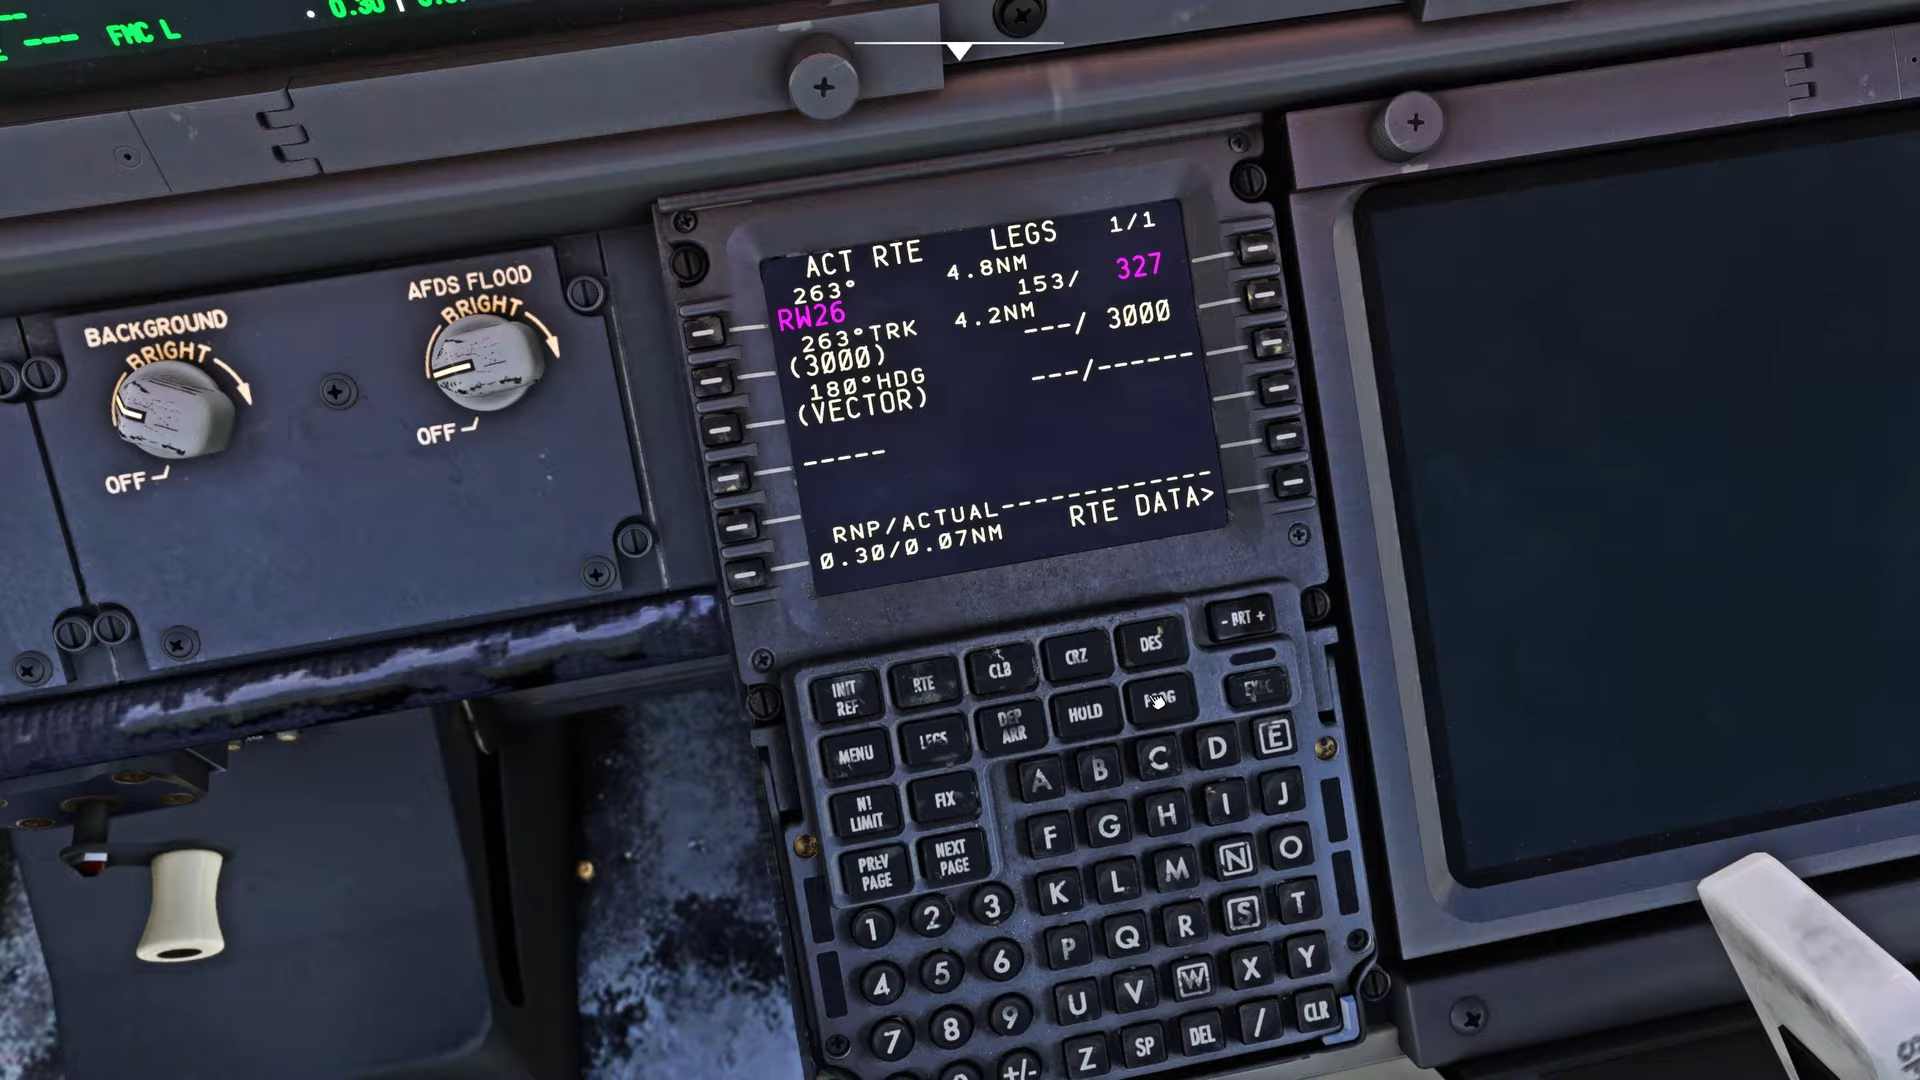 --- FMC L
0.30
BACKGROUND
BRIGHT
OFF
AFDS FLOOD
BRIGHT
OFF
ACT RTE LEGS 1/1
263° 4.8NM
RW26 153/ 327
263°TRK 4.2NM
(3000) ---/ 3000
180°HDG
(VECTOR) ---/------
-----
RNP/ACTUAL------------
0.30/0.07NM RTE DATA>
INIT REF
RTE
CLB
CRZ
DES
- BRT +
MENU
LEGS
DEP ARR
HOLD
PROG
EXEC
N1 LIMIT
FIX
PREV PAGE
NEXT PAGE
A B C D E
F G H I J
K L M N O
P Q R S T
U V W X Y
Z SP DEL / CLR
1 2 3
4 5 6
7 8 9
+/-